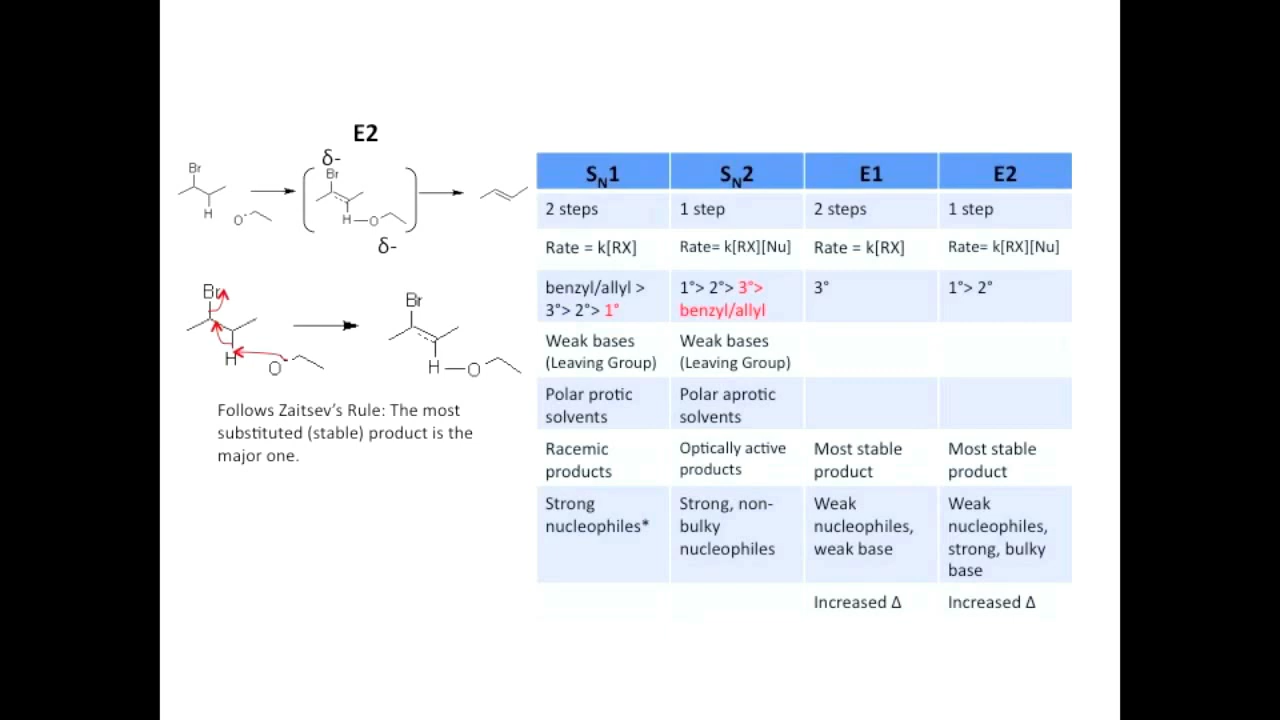 E2
δ-
Br
Br
H
O⁻
H
O
δ-
Br
Br
H
O⁻
H
O
Follows Zaitsev's Rule: The most
substituted (stable) product is the
major one.
S_N1 S_N2 E1 E2
2 steps 1 step 2 steps 1 step
Rate = k[RX] Rate= k[RX][Nu] Rate = k[RX] Rate= k[RX][Nu]
benzyl/allyl > 1°> 2°> 3°> 3° 1°> 2°
3°> 2°> 1° benzyl/allyl
Weak bases Weak bases
(Leaving Group) (Leaving Group)
Polar protic Polar aprotic
solvents solvents
Racemic Optically active Most stable Most stable
products products product product
Strong Strong, non- Weak Weak
nucleophiles* bulky nucleophiles, nucleophiles,
nucleophiles weak base strong, bulky
base
Increased Δ Increased Δ